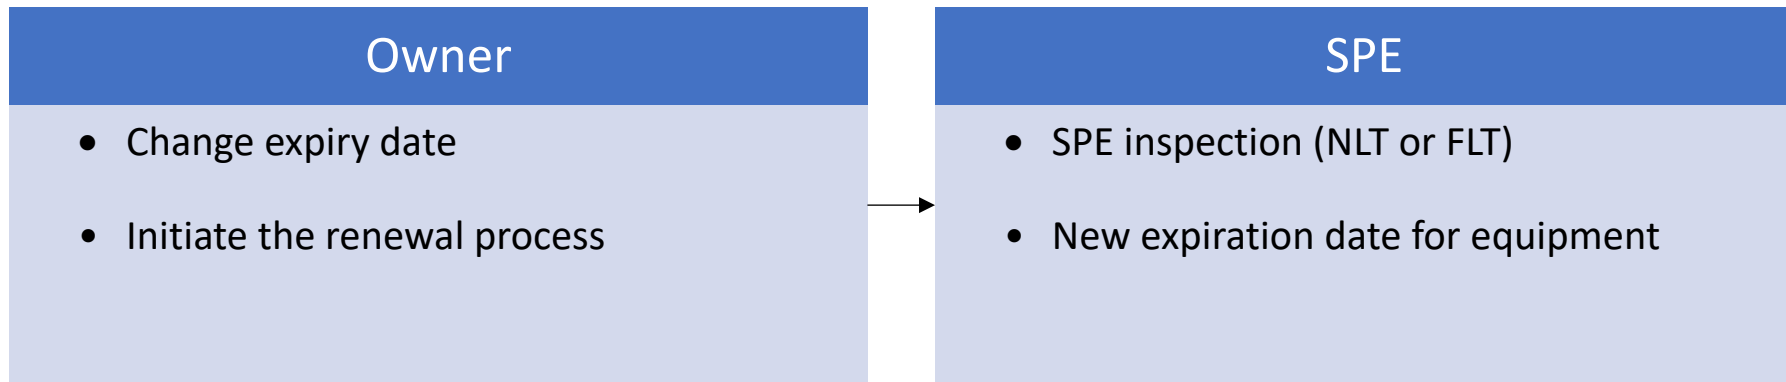 Owner
• Change expiry date
• Initiate the renewal process
SPE
• SPE inspection (NLT or FLT)
• New expiration date for equipment